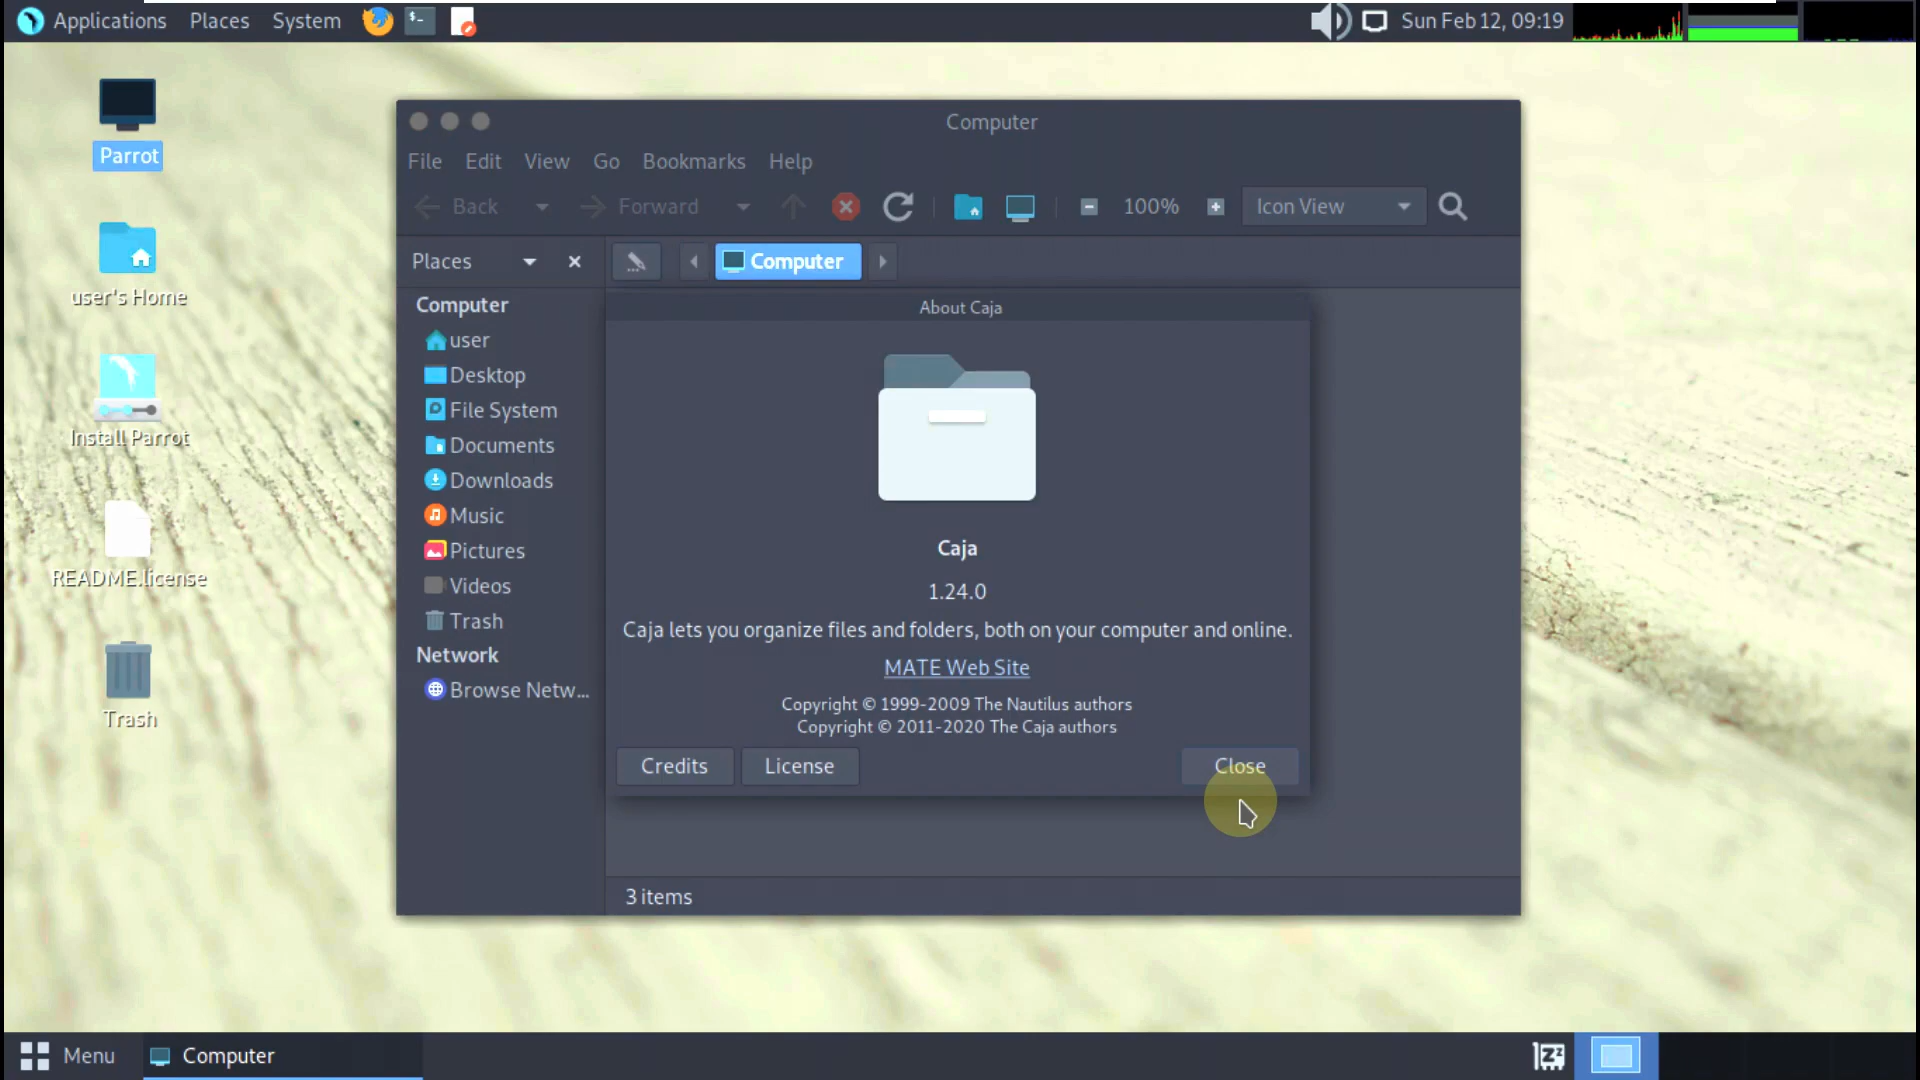 Applications Places System
Sun Feb 12, 09:19
Parrot
user's Home
Install Parrot
README.license
Trash
Computer
File Edit View Go Bookmarks Help
Back Forward 100% Icon View
Places Computer
Computer
user
Desktop
File System
Documents
Downloads
Music
Pictures
Videos
Trash
Network
Browse Netw...
About Caja
Caja
1.24.0
Caja lets you organize files and folders, both on your computer and online.
MATE Web Site
Copyright © 1999-2009 The Nautilus authors
Copyright © 2011-2020 The Caja authors
Credits License Close
3 items
Menu Computer